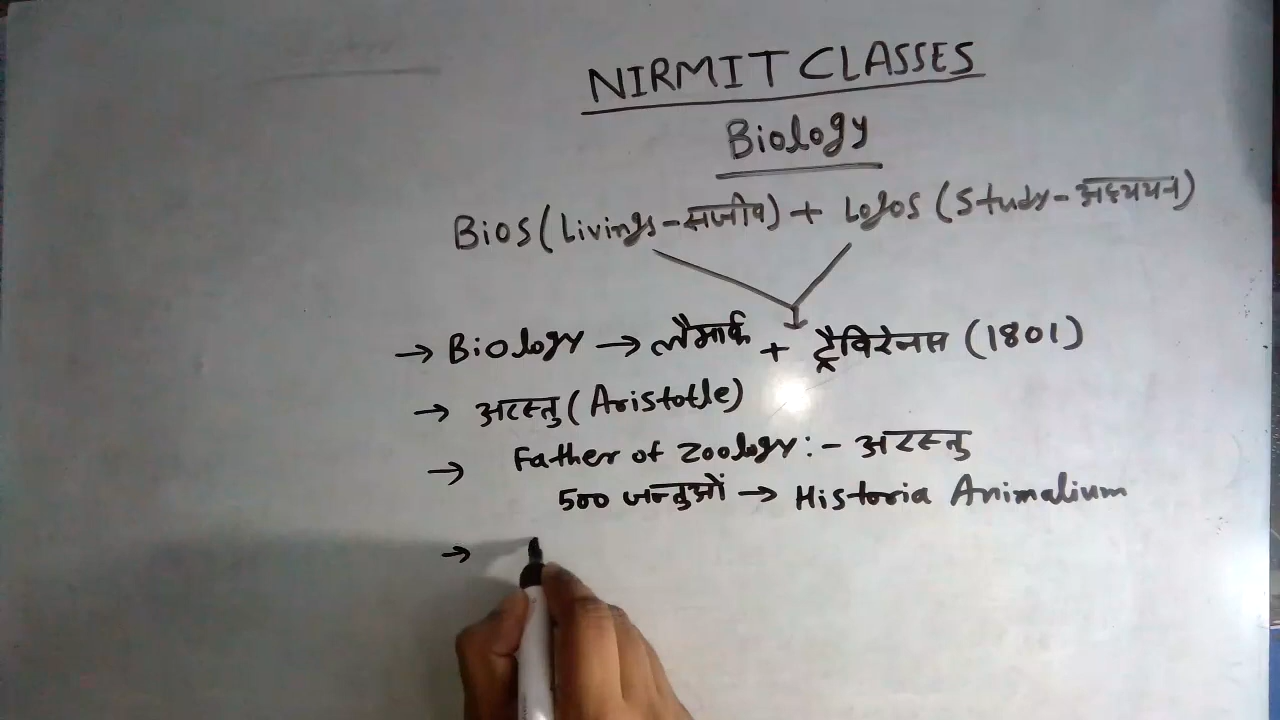 NIRMIT CLASSES
Biology
Bios (Livings - सजीव) + Logos (Study - अध्ययन)
→ Biology → लैमार्क + ट्रैविरेनस (1801)
→ अरस्तु (Aristotle)
→ Father of Zoology :- अरस्तु
500 जन्तुओं → Historia Animalium
→